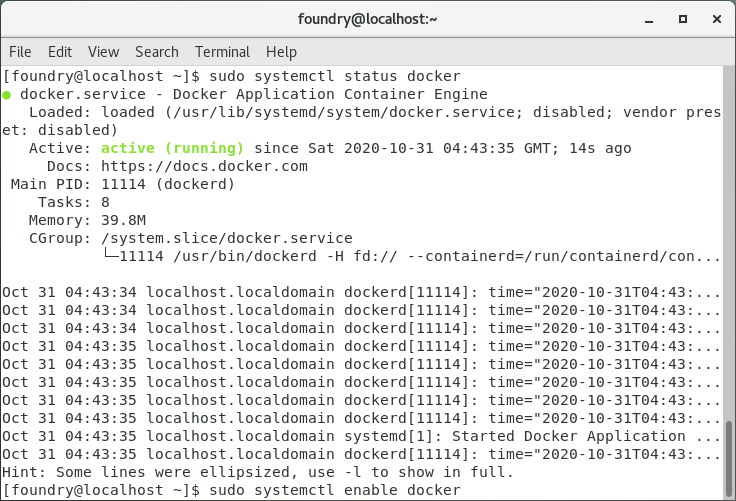 foundry@localhost:~
File Edit View Search Terminal Help
[foundry@localhost ~]$ sudo systemctl status docker
● docker.service - Docker Application Container Engine
   Loaded: loaded (/usr/lib/systemd/system/docker.service; disabled; vendor pres
et: disabled)
   Active: active (running) since Sat 2020-10-31 04:43:35 GMT; 14s ago
     Docs: https://docs.docker.com
 Main PID: 11114 (dockerd)
    Tasks: 8
   Memory: 39.8M
   CGroup: /system.slice/docker.service
           └─11114 /usr/bin/dockerd -H fd:// --containerd=/run/containerd/con...
Oct 31 04:43:34 localhost.localdomain dockerd[11114]: time="2020-10-31T04:43:...
Oct 31 04:43:34 localhost.localdomain dockerd[11114]: time="2020-10-31T04:43:...
Oct 31 04:43:34 localhost.localdomain dockerd[11114]: time="2020-10-31T04:43:...
Oct 31 04:43:35 localhost.localdomain dockerd[11114]: time="2020-10-31T04:43:...
Oct 31 04:43:35 localhost.localdomain dockerd[11114]: time="2020-10-31T04:43:...
Oct 31 04:43:35 localhost.localdomain dockerd[11114]: time="2020-10-31T04:43:...
Oct 31 04:43:35 localhost.localdomain dockerd[11114]: time="2020-10-31T04:43:...
Oct 31 04:43:35 localhost.localdomain dockerd[11114]: time="2020-10-31T04:43:...
Oct 31 04:43:35 localhost.localdomain systemd[1]: Started Docker Application ...
Oct 31 04:43:35 localhost.localdomain dockerd[11114]: time="2020-10-31T04:43:...
Hint: Some lines were ellipsized, use -l to show in full.
[foundry@localhost ~]$ sudo systemctl enable docker